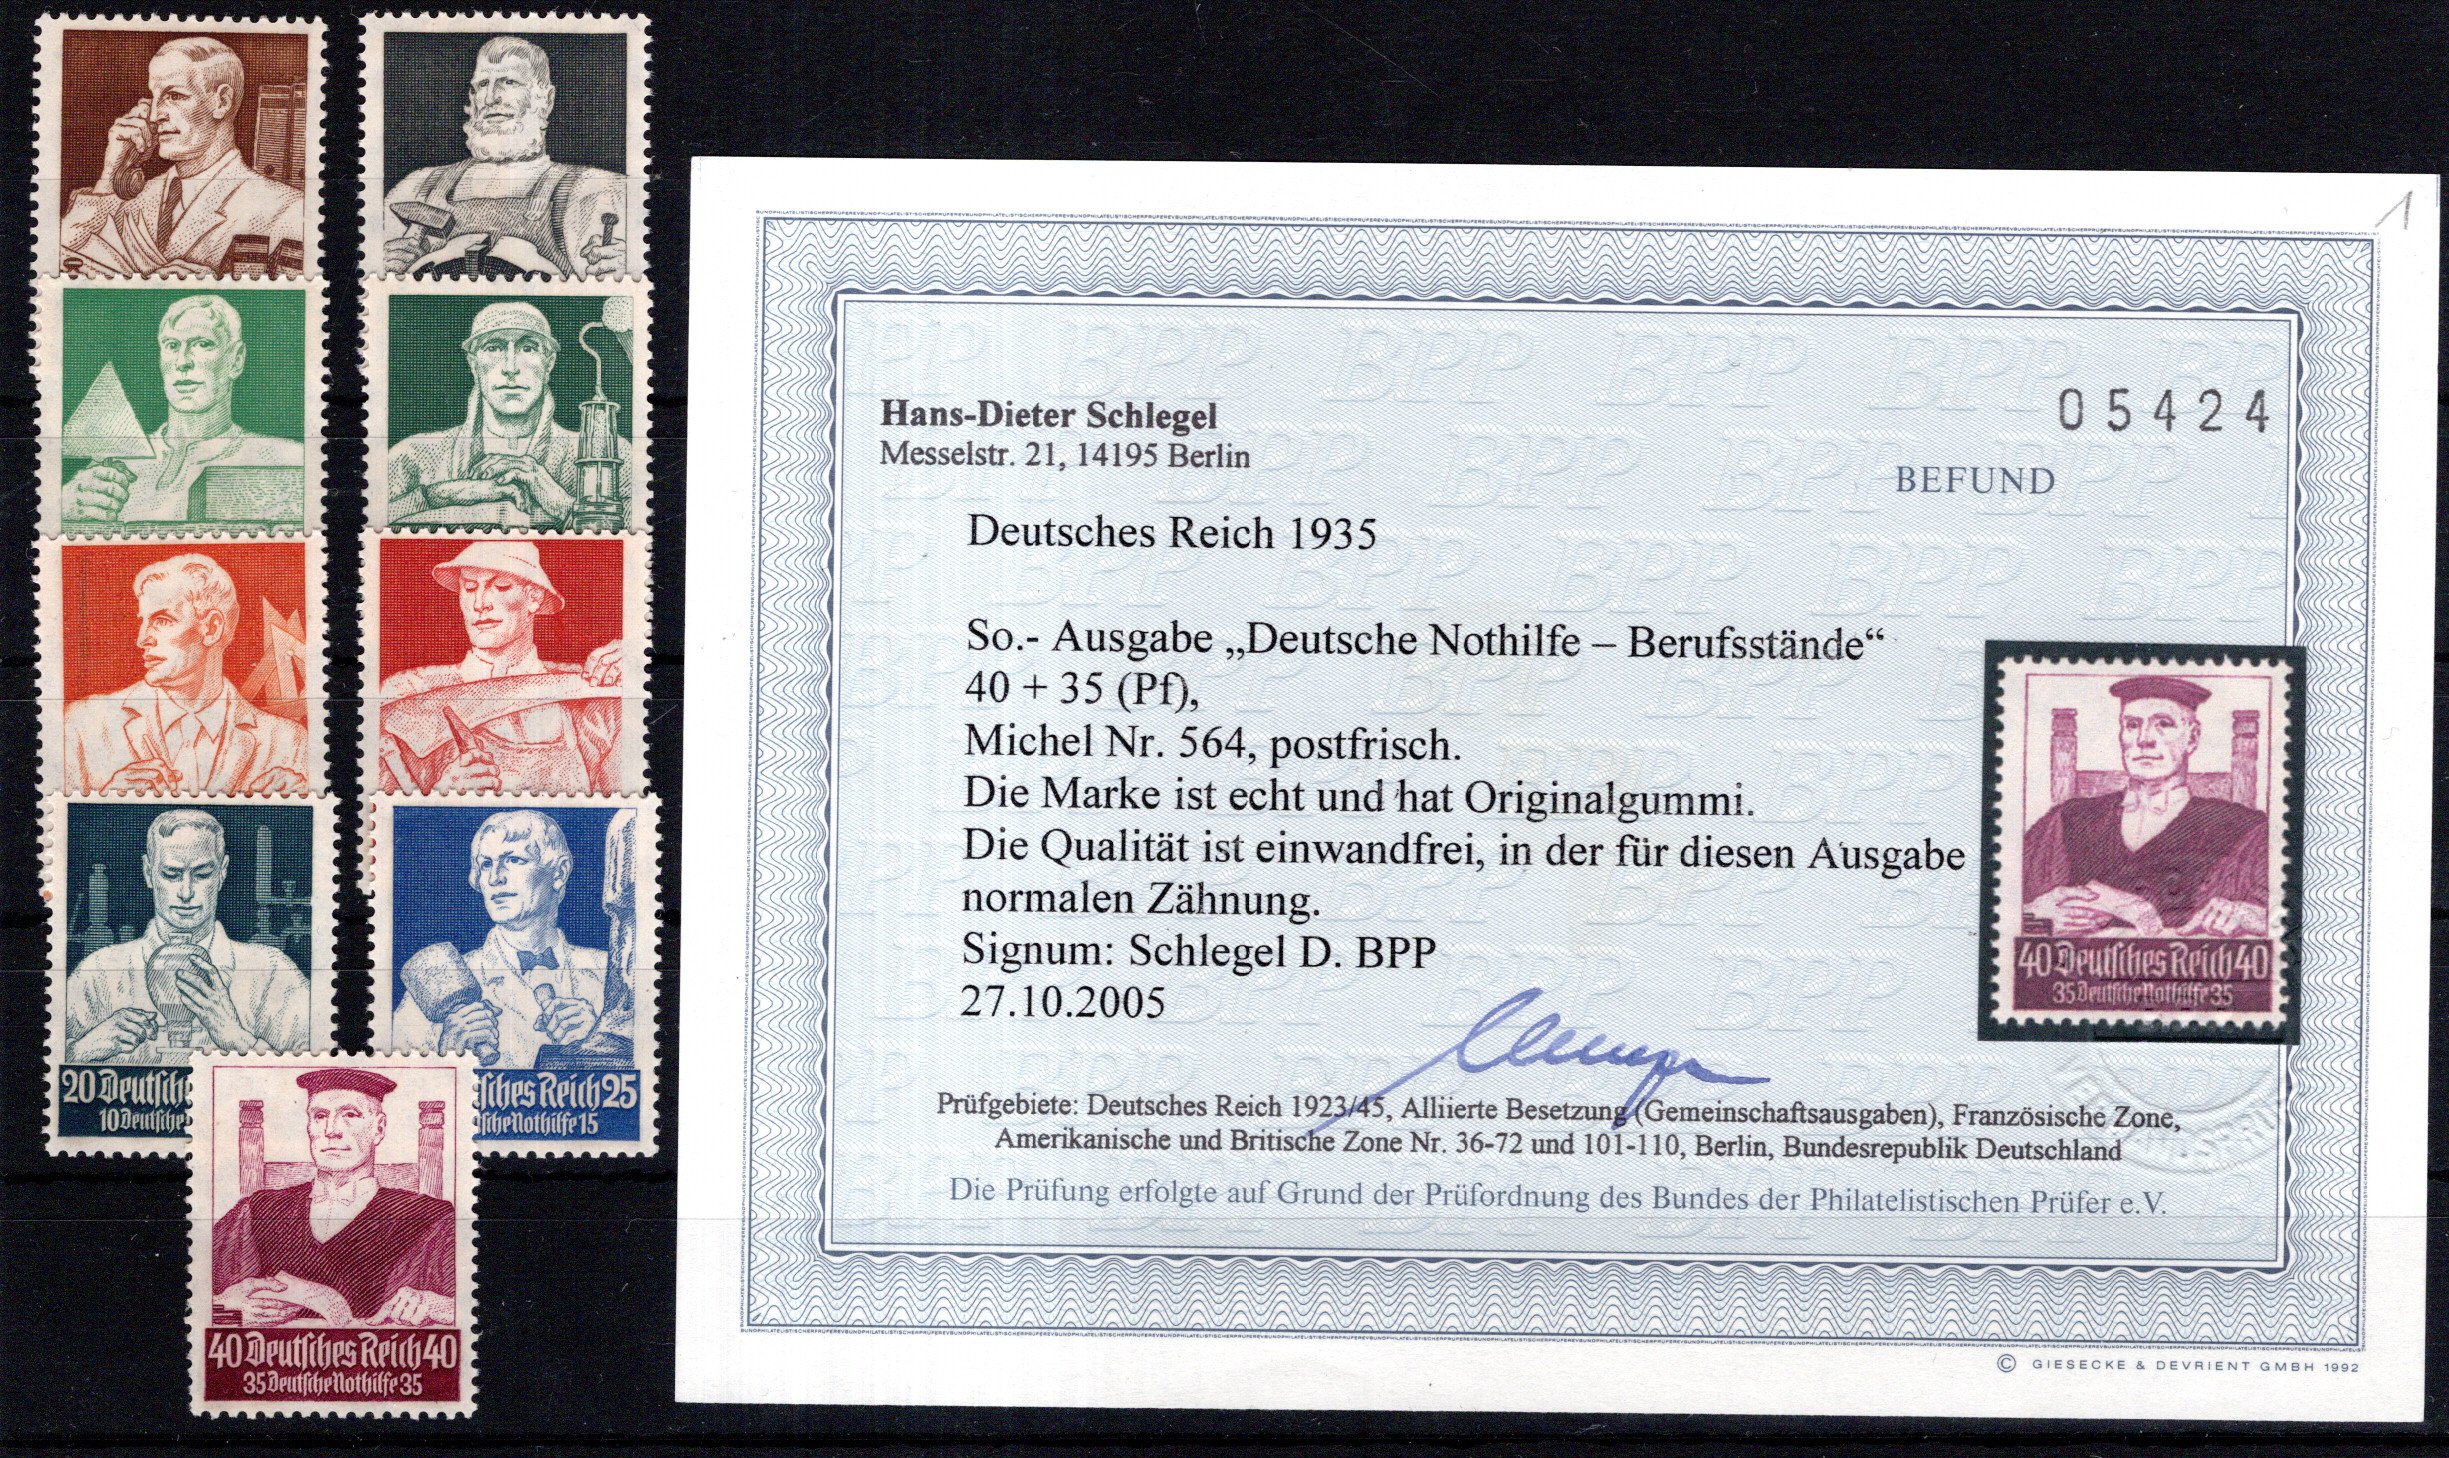 20 Deutsche
10 Deutsche
sches Reich 25
sche Nothilfe 15
40 Deutsches Reich 40
35 Deutsche Nothilfe 35
Hans-Dieter Schlegel
Messelstr. 21, 14195 Berlin
05424
BEFUND
Deutsches Reich 1935
So.- Ausgabe „Deutsche Nothilfe – Berufsstände“
40 + 35 (Pf),
Michel Nr. 564, postfrisch.
Die Marke ist echt und hat Originalgummi.
Die Qualität ist einwandfrei, in der für diesen Ausgabe
normalen Zähnung.
Signum: Schlegel D. BPP
27.10.2005
40 Deutsches Reich 40
35 Deutsche Nothilfe 35
Prüfgebiete: Deutsches Reich 1923/45, Alliierte Besetzung (Gemeinschaftsausgaben), Französische Zone,
Amerikanische und Britische Zone Nr. 36-72 und 101-110, Berlin, Bundesrepublik Deutschland
Die Prüfung erfolgte auf Grund der Prüfordnung des Bundes der Philatelistischen Prüfer e.V.
© GIESECKE & DEVRIENT GMBH 1992